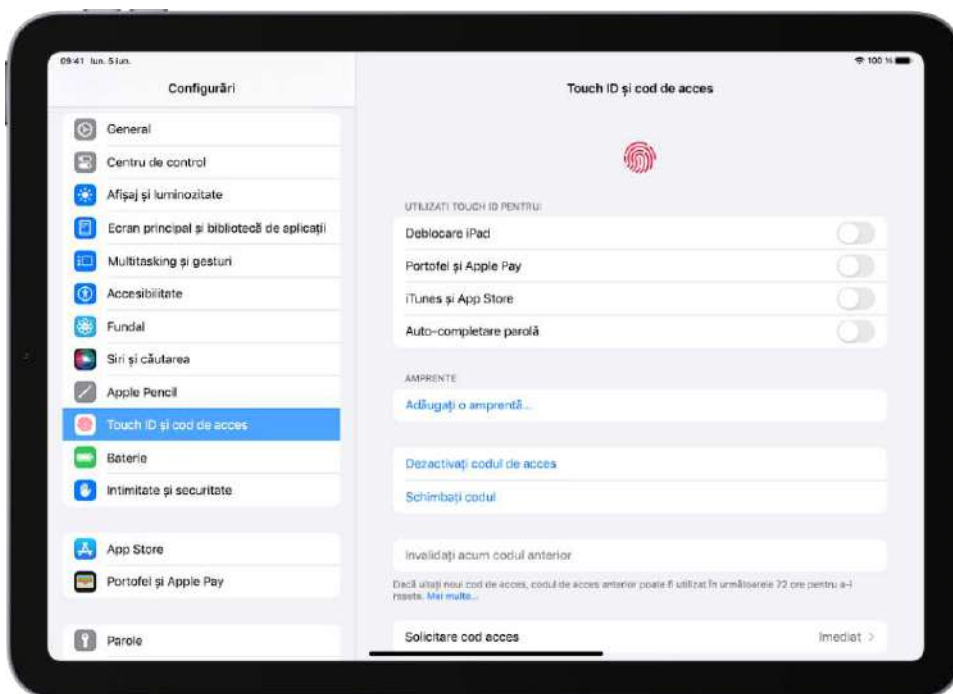 09:41 lun. 5 iun.
100 %
Configurări
General
Centru de control
Afișaj și luminozitate
Ecran principal și bibliotecă de aplicații
Multitasking și gesturi
Accesibilitate
Fundal
Siri și căutarea
Apple Pencil
Touch ID și cod de acces
Baterie
Intimitate și securitate
App Store
Portofel și Apple Pay
Parole
Touch ID și cod de acces
UTILIZAȚI TOUCH ID PENTRU:
Deblocare iPad
Portofel și Apple Pay
iTunes și App Store
Auto-completare parolă
AMPRENTE
Adăugați o amprentă...
Dezactivați codul de acces
Schimbați codul
Invalidați acum codul anterior
Dacă uitați noul cod de acces, codul de acces anterior poate fi utilizat în următoarele 72 ore pentru a-l
reseta. Mai multe...
Solicitare cod acces
Imediat >